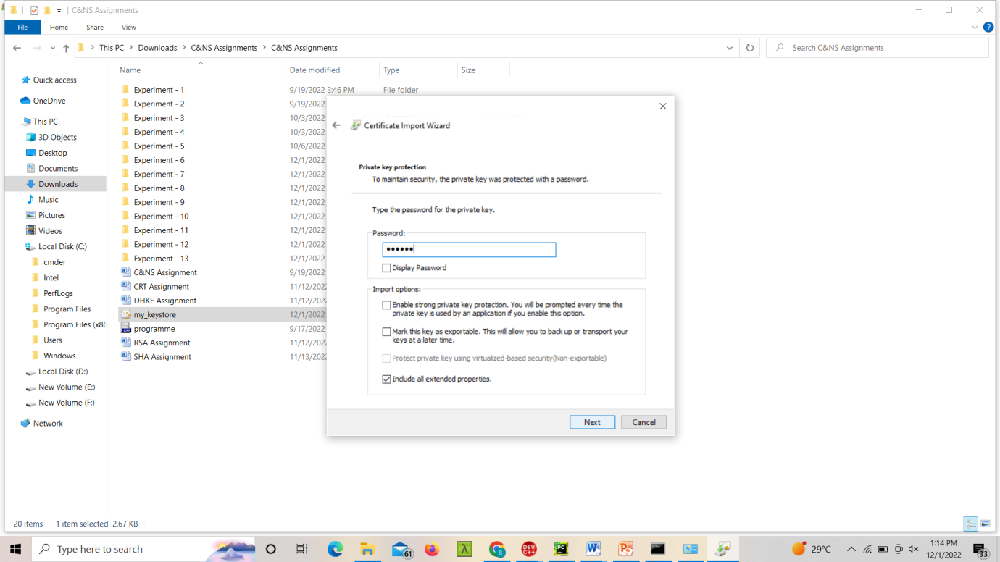 C&NS Assignments
File Home Share View
This PC Downloads C&NS Assignments C&NS Assignments
Search C&NS Assignments
Name Date modified Type Size
Quick access
OneDrive
This PC
3D Objects
Desktop
Documents
Downloads
Music
Pictures
Videos
Local Disk (C:)
cmder
Intel
PerfLogs
Program Files
Program Files (x86
Users
Windows
Local Disk (D:)
New Volume (E:)
New Volume (F:)
Network
Experiment - 1 9/19/2022 3:46 PM File folder
Experiment - 2 9/19/2022
Experiment - 3 10/3/2022
Experiment - 4 10/3/2022
Experiment - 5 10/6/2022
Experiment - 6 12/1/2022
Experiment - 7 12/1/2022
Experiment - 8 12/1/2022
Experiment - 9 12/1/2022
Experiment - 10 12/1/2022
Experiment - 11 12/1/2022
Experiment - 12 12/1/2022
Experiment - 13 12/1/2022
C&NS Assignment 9/19/2022
CRT Assignment 11/12/2022
DHKE Assignment 11/12/2022
my_keystore 12/1/2022
programme 9/17/2022
RSA Assignment 11/12/2022
SHA Assignment 11/13/2022
Certificate Import Wizard
Private key protection
To maintain security, the private key was protected with a password.
Type the password for the private key.
Password:
••••••
Display Password
Import options:
Enable strong private key protection. You will be prompted every time the
private key is used by an application if you enable this option.
Mark this key as exportable. This will allow you to back up or transport your
keys at a later time.
Protect private key using virtualized-based security(Non-exportable)
Include all extended properties.
Next Cancel
20 items 1 item selected 2.67 KB
Type here to search
61
DEV
C++
PC
29°C
1:14 PM
12/1/2022
33